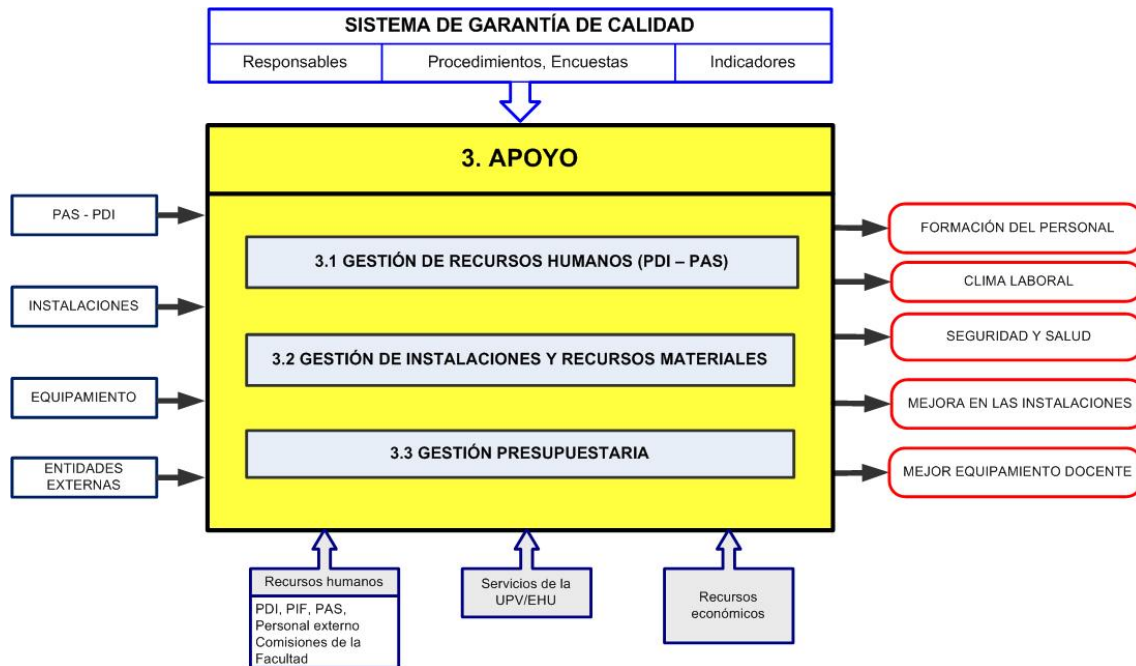 SISTEMA DE GARANTÍA DE CALIDAD
Responsables
Procedimientos, Encuestas
Indicadores
3. APOYO
PAS - PDI
INSTALACIONES
EQUIPAMIENTO
ENTIDADES
EXTERNAS
3.1 GESTIÓN DE RECURSOS HUMANOS (PDI – PAS)
3.2 GESTIÓN DE INSTALACIONES Y RECURSOS MATERIALES
3.3 GESTIÓN PRESUPUESTARIA
FORMACIÓN DEL PERSONAL
CLIMA LABORAL
SEGURIDAD Y SALUD
MEJORA EN LAS INSTALACIONES
MEJOR EQUIPAMIENTO DOCENTE
Recursos humanos
PDI, PIF, PAS,
Personal externo
Comisiones de la
Facultad
Servicios de la
UPV/EHU
Recursos
económicos